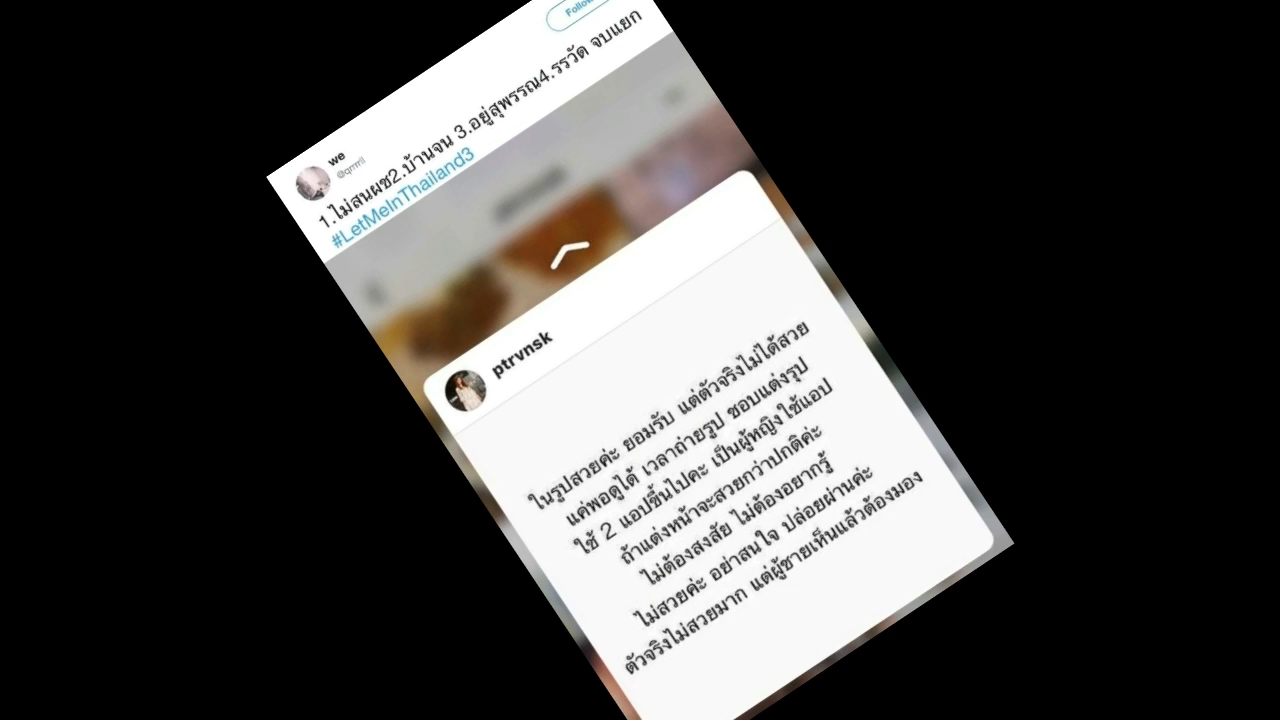 Follow
we
@qrrrril
1.ไม่สนผช2.บ้านจน 3.อยู่สุพรรณ4.รรวัด จบแยก
#LetMeInThailand3
ptrvnsk
ในรูปสวยค่ะ ยอมรับ แต่ตัวจริงไม่ได้สวย
แค่พอดูได้ เวลาถ่ายรูป ชอบแต่งรูป
ใช้ 2 แอปขึ้นไปคะ เป็นผู้หญิงใช้แอป
ถ้าแต่งหน้าจะสวยกว่าปกติค่ะ
ไม่ต้องสงสัย ไม่ต้องอยากรู้
ไม่สวยค่ะ อย่าสนใจ ปล่อยผ่านค่ะ
ตัวจริงไม่สวยมาก แต่ผู้ชายเห็นแล้วต้องมอง